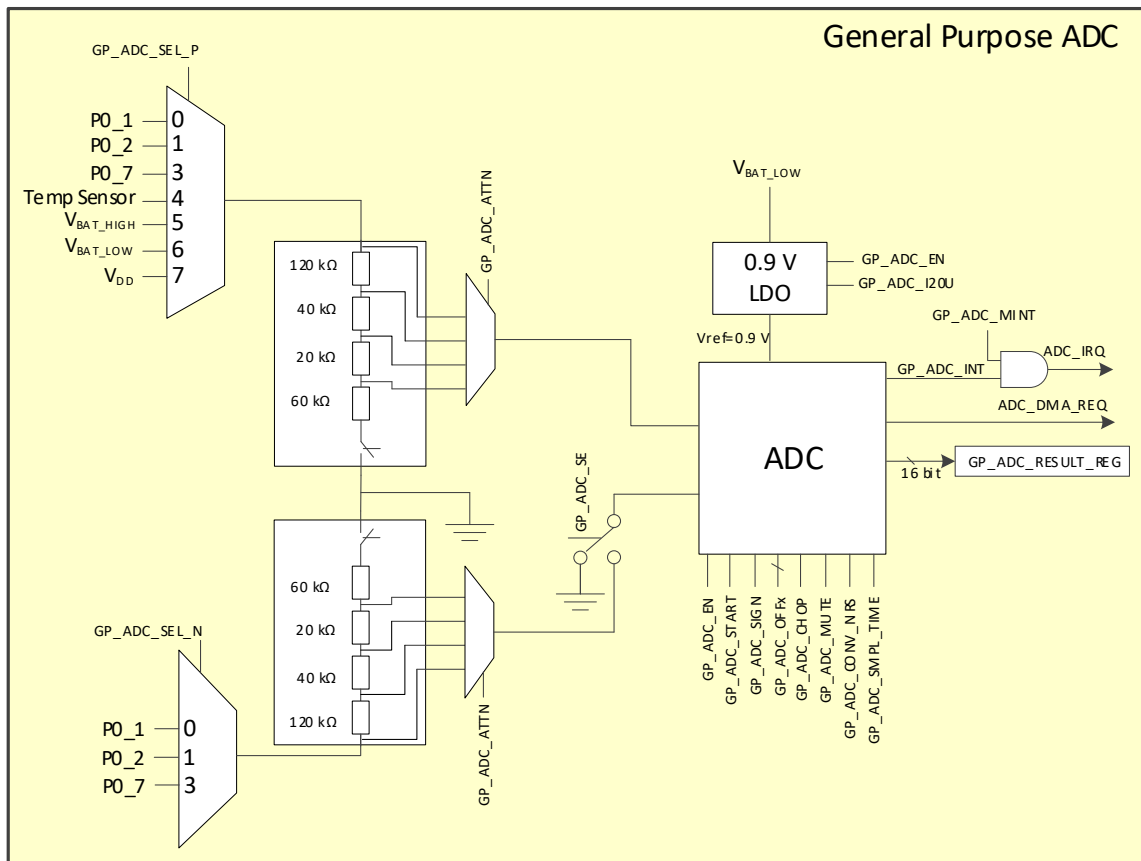 General Purpose ADC
GP_ADC_SEL_P
P0_1
0
P0_2
1
P0_7
3
Temp Sensor
4
VBAT_HIGH
5
VBAT_LOW
6
VDD
7
120 kΩ
40 kΩ
20 kΩ
60 kΩ
GP_ADC_ATTN
VBAT_LOW
0.9 V
LDO
GP_ADC_EN
GP_ADC_I20U
Vref=0.9 V
GP_ADC_MINT
GP_ADC_INT
ADC_IRQ
ADC_DMA_REQ
ADC
16 bit
GP_ADC_RESULT_REG
GP_ADC_SE
GP_ADC_EN
GP_ADC_START
GP_ADC_SIGN
GP_ADC_OFFx
GP_ADC_CHOP
GP_ADC_MUTE
GP_ADC_CONV_NRS
GP_ADC_SMPL_TIME
60 kΩ
20 kΩ
40 kΩ
120 kΩ
GP_ADC_ATTN
GP_ADC_SEL_N
P0_1
0
P0_2
1
P0_7
3